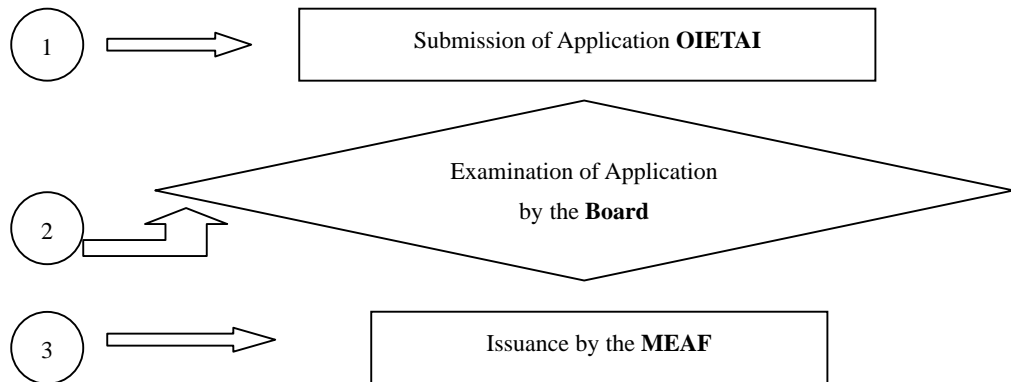 1
Submission of Application OIETAI
Examination of Application
by the Board
2
3
Issuance by the MEAF